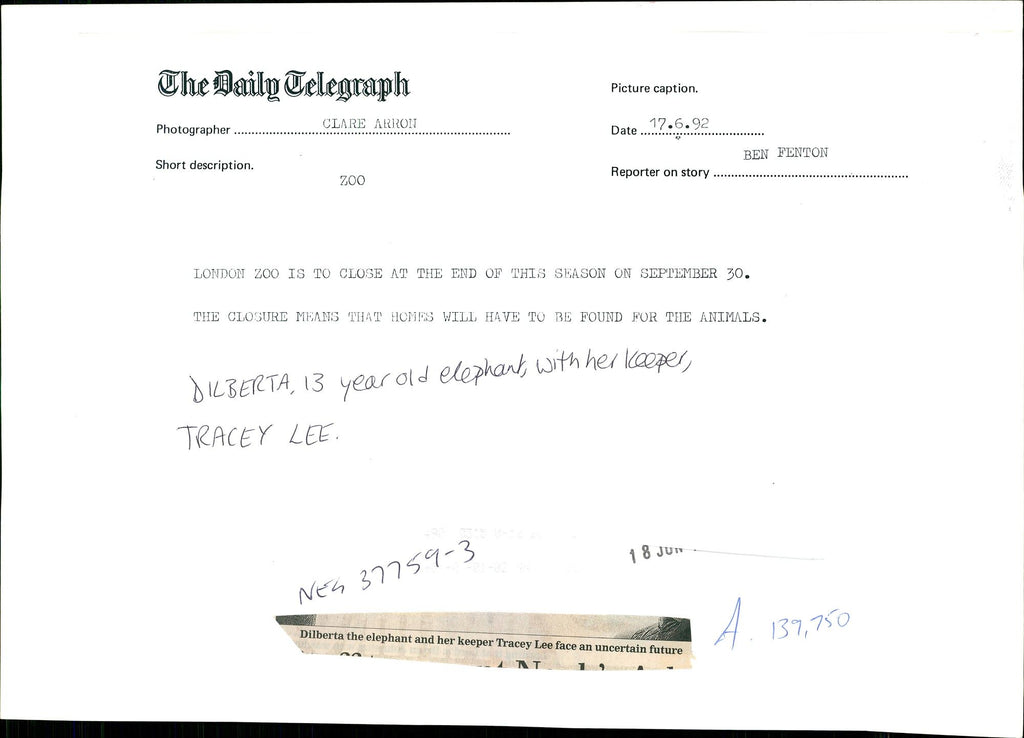 The Daily Telegraph
Picture caption.
Photographer CLARE ARRON
Date 17.6.92
Short description.
ZOO
BEN FENTON
Reporter on story
LONDON ZOO IS TO CLOSE AT THE END OF THIS SEASON ON SEPTEMBER 30.
THE CLOSURE MEANS THAT HOMES WILL HAVE TO BE FOUND FOR THE ANIMALS.
DILBERTA, 13 year old elephant, with her keeper,
TRACEY LEE.
NEG 37759-3
18 JUN
A. 139,750
Dilberta the elephant and her keeper Tracey Lee face an uncertain future